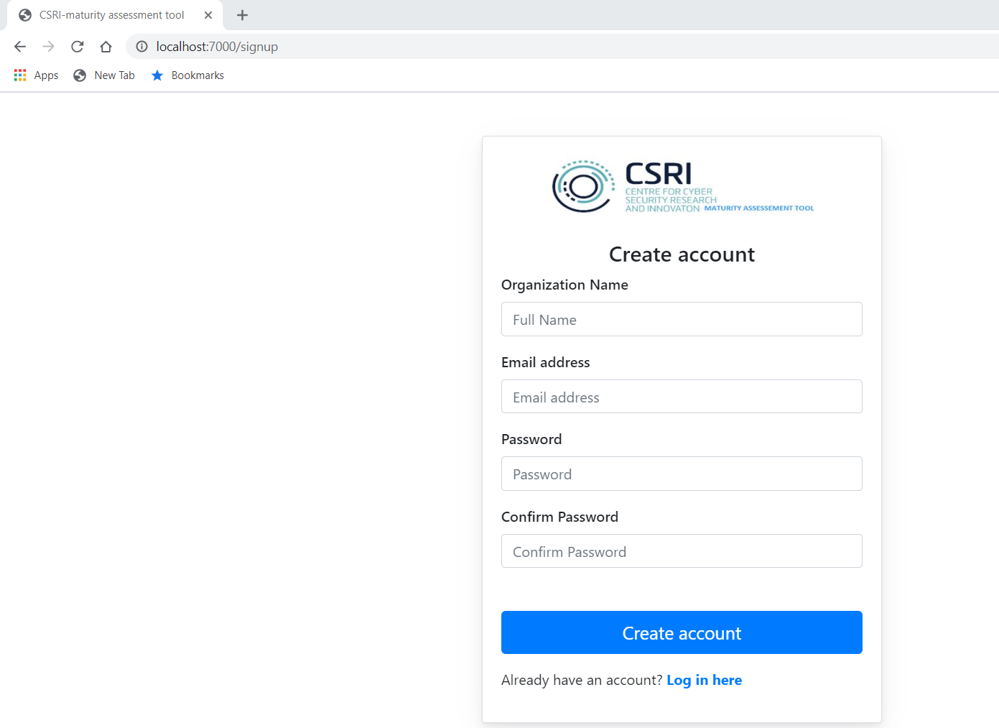 CSRI-maturity assessment tool
localhost:7000/signup
Apps New Tab Bookmarks
CSRI
CENTRE FOR CYBER
SECURITY RESEARCH
AND INNOVATON MATURITY ASSESSEMENT TOOL
Create account
Organization Name
Full Name
Email address
Email address
Password
Password
Confirm Password
Confirm Password
Create account
Already have an account? Log in here